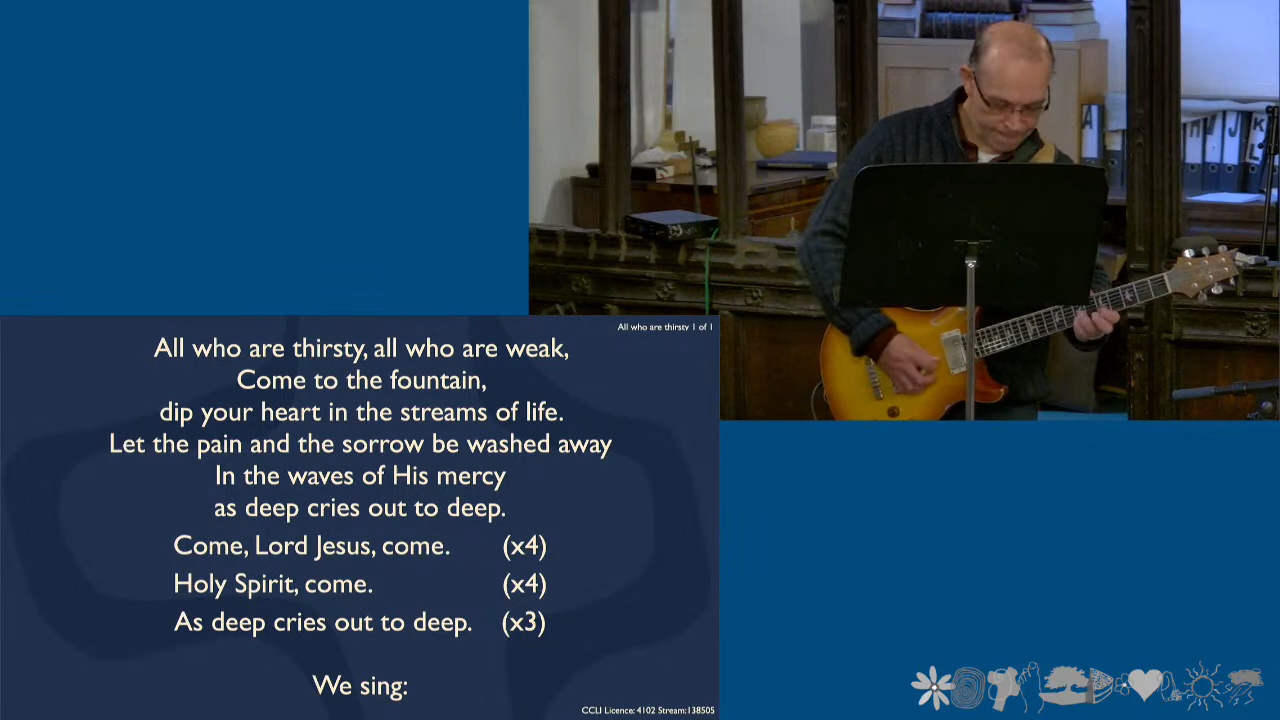 All who are thirsty 1 of 1
All who are thirsty, all who are weak,
Come to the fountain,
dip your heart in the streams of life.
Let the pain and the sorrow be washed away
In the waves of His mercy
as deep cries out to deep.
Come, Lord Jesus, come. (x4)
Holy Spirit, come. (x4)
As deep cries out to deep. (x3)
We sing:
CCLI Licence: 4102 Stream:138505